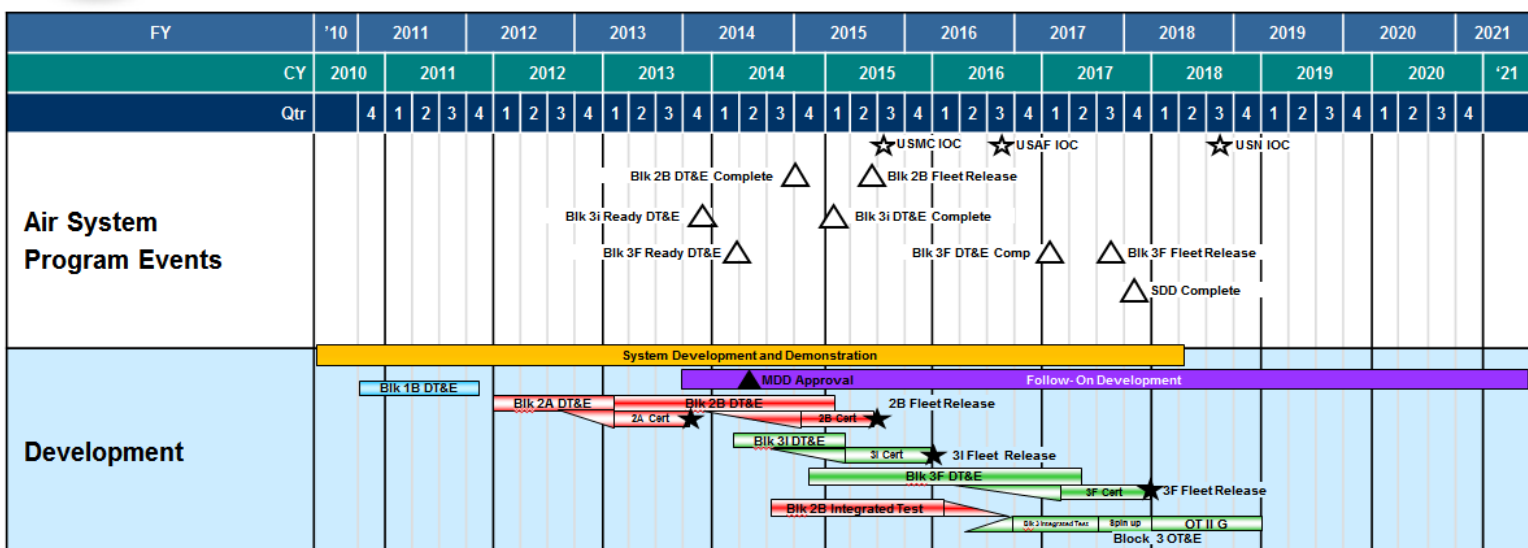 FY '10 2011 2012 2013 2014 2015 2016 2017 2018 2019 2020 2021
CY 2010 2011 2012 2013 2014 2015 2016 2017 2018 2019 2020 '21
Qtr 4 1 2 3 4 1 2 3 4 1 2 3 4 1 2 3 4 1 2 3 4 1 2 3 4 1 2 3 4 1 2 3 4 1 2 3 4 1 2 3 4
USMC IOC USAF IOC USN IOC
Blk 2B DT&E Complete Blk 2B Fleet Release
Blk 3i Ready DT&E Blk 3i DT&E Complete
Air System
Program Events
Blk 3F Ready DT&E Blk 3F DT&E Comp Blk 3F Fleet Release
SDD Complete
System Development and Demonstration
MDD Approval Follow-On Development
Blk 1B DT&E
Blk 2A DT&E Blk 2B DT&E 2B Fleet Release
2A Cert 2B Cert
Development
Blk 3I DT&E
3I Cert 3I Fleet Release
Blk 3F DT&E
3F Cert 3F Fleet Release
Blk 2B Integrated Test
Blk 3 Integrated Test Spin up OT II G
Block 3 OT&E